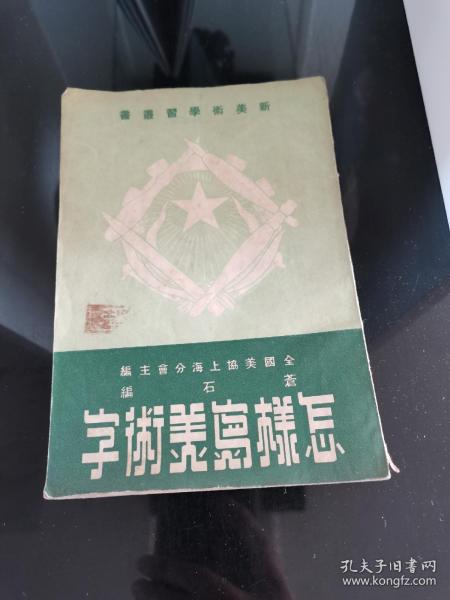 新美術學習叢書
全國美協上海分會主編
蒼石編
怎樣寫美術字
孔夫子旧书网
www.kongfz.com